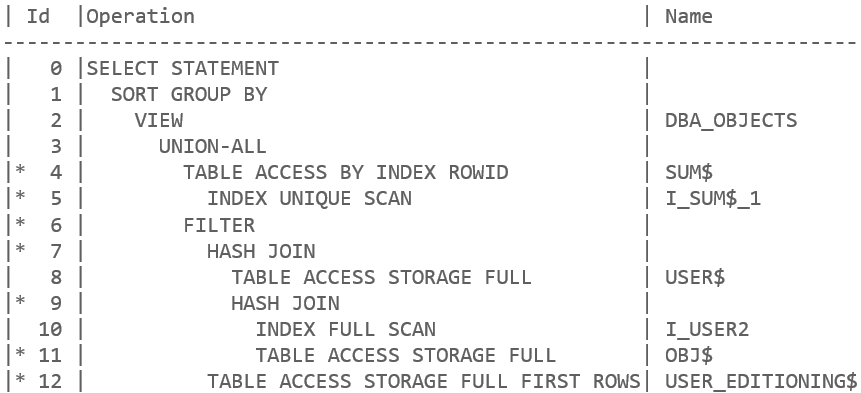 | Id |Operation | Name
-----------------------------------------------------------------------
| 0 |SELECT STATEMENT |
| 1 | SORT GROUP BY |
| 2 | VIEW | DBA_OBJECTS
| 3 | UNION-ALL |
|* 4 | TABLE ACCESS BY INDEX ROWID | SUM$
|* 5 | INDEX UNIQUE SCAN | I_SUM$_1
|* 6 | FILTER |
|* 7 | HASH JOIN |
| 8 | TABLE ACCESS STORAGE FULL | USER$
|* 9 | HASH JOIN |
| 10 | INDEX FULL SCAN | I_USER2
|* 11 | TABLE ACCESS STORAGE FULL | OBJ$
|* 12 | TABLE ACCESS STORAGE FULL FIRST ROWS| USER_EDITIONING$